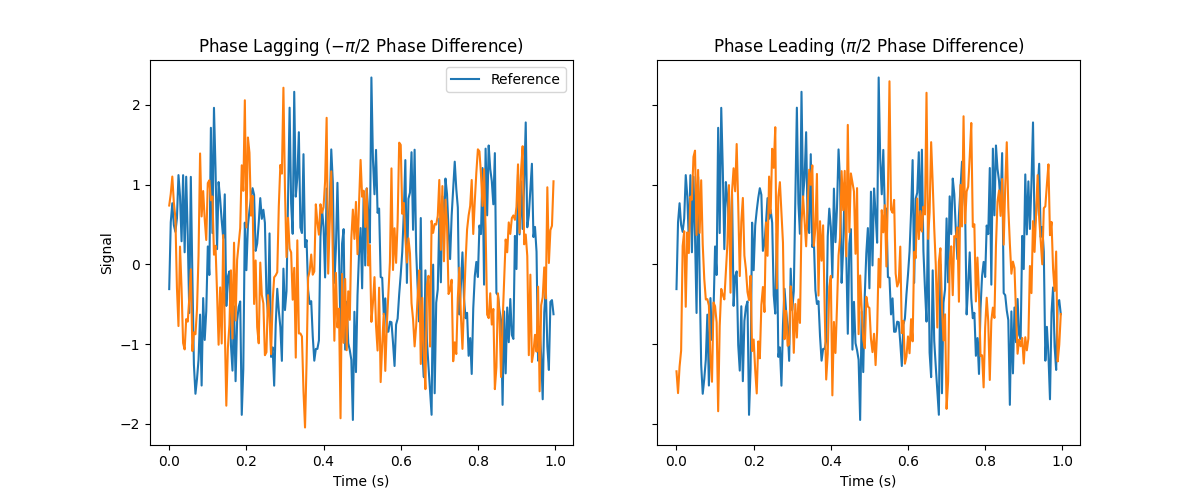 Phase Lagging (−π/2 Phase Difference)
Reference
Signal
2
1
0
−1
−2
0.0 0.2 0.4 0.6 0.8 1.0
Time (s)
Phase Leading (π/2 Phase Difference)
0.0 0.2 0.4 0.6 0.8 1.0
Time (s)